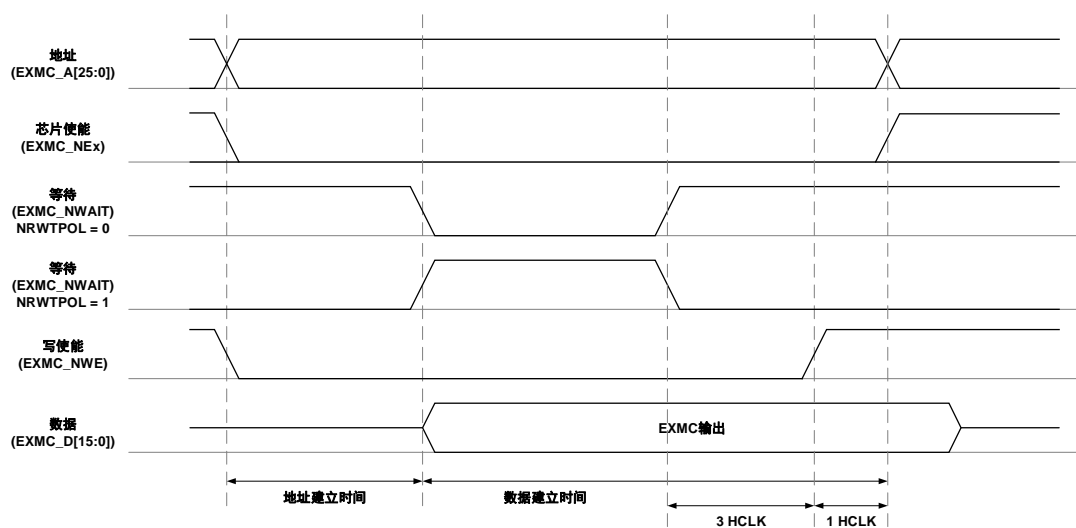 地址
(EXMC_A[25:0])
芯片使能
(EXMC_NEx)
等待
(EXMC_NWAIT)
NRWTPOL = 0
等待
(EXMC_NWAIT)
NRWTPOL = 1
写使能
(EXMC_NWE)
数据
(EXMC_D[15:0])
EXMC输出
地址建立时间
数据建立时间
3 HCLK
1 HCLK